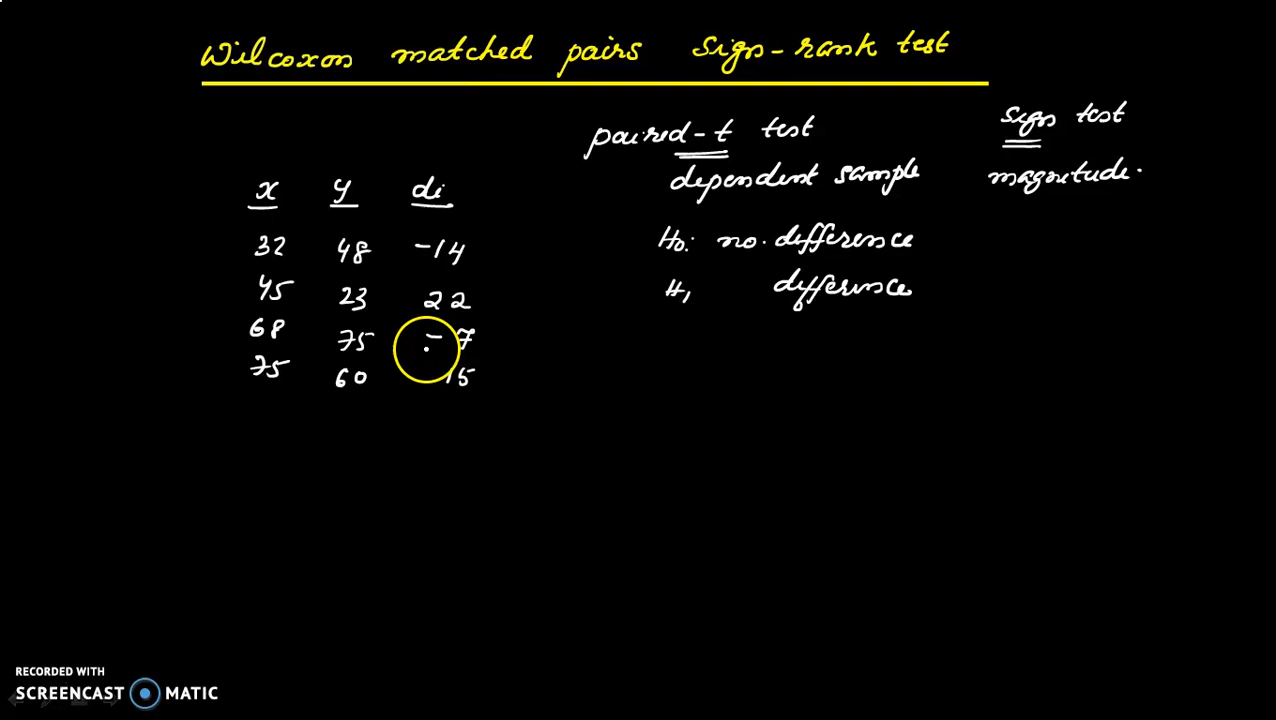 Wilcoxon matched pairs sign-rank test
paired-t test
dependent sample
sign test
magnitude.
H0: no. difference
H1 difference
x y di
32 48 -14
45 23 22
68 75 -7
75 60 15
RECORDED WITH
SCREENCAST MATIC